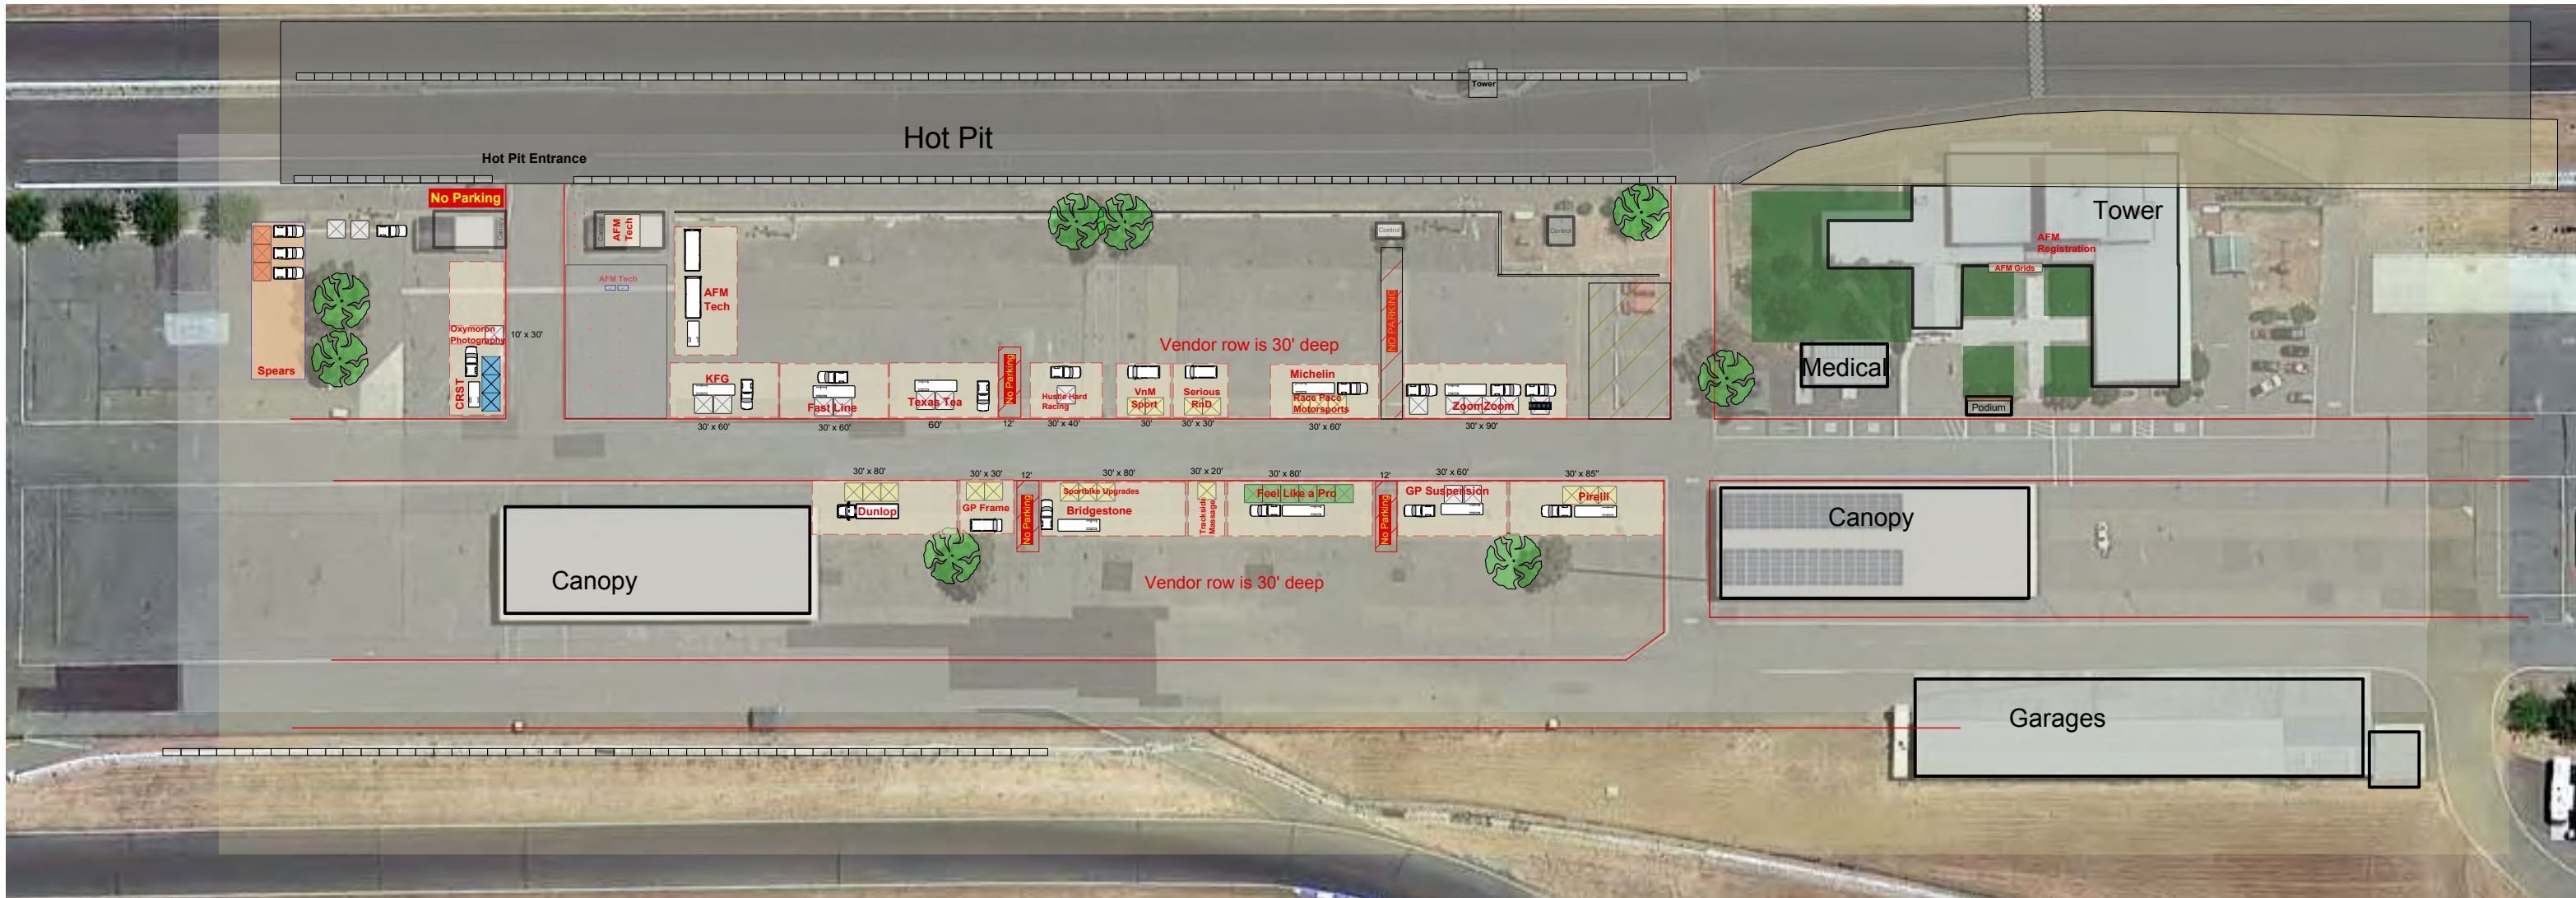 Tower
Hot Pit
Hot Pit Entrance
No Parking
Canopy
Canopy
AFM
Tech
Control
Control
Tower
AFM
Registration
AFM Grids
AFM Tech
AFM
Tech
NO PARKING
Oxymoron
Photography
10' x 30'
Vendor row is 30' deep
Spears
CRST
KFG
Fast Line
Texas Tea
No Parking
Hustle Hard
Racing
VnM
Sport
Serious
RnD
Michelin
Race Pace
Motorsports
ZoomZoom
Medical
Podium
30' x 60'
30' x 60'
60'
12'
30' x 40'
30'
30' x 30'
30' x 60'
30' x 90'
30' x 80'
30' x 30'
12'
30' x 80'
30' x 20'
30' x 80'
12'
30' x 60'
30' x 85"
Dunlop
GP Frame
No Parking
Sportbike Upgrades
Bridgestone
Trackside
Massage
Feel Like a Pro
No Parking
GP Suspension
Pirelli
Canopy
Canopy
Vendor row is 30' deep
Garages